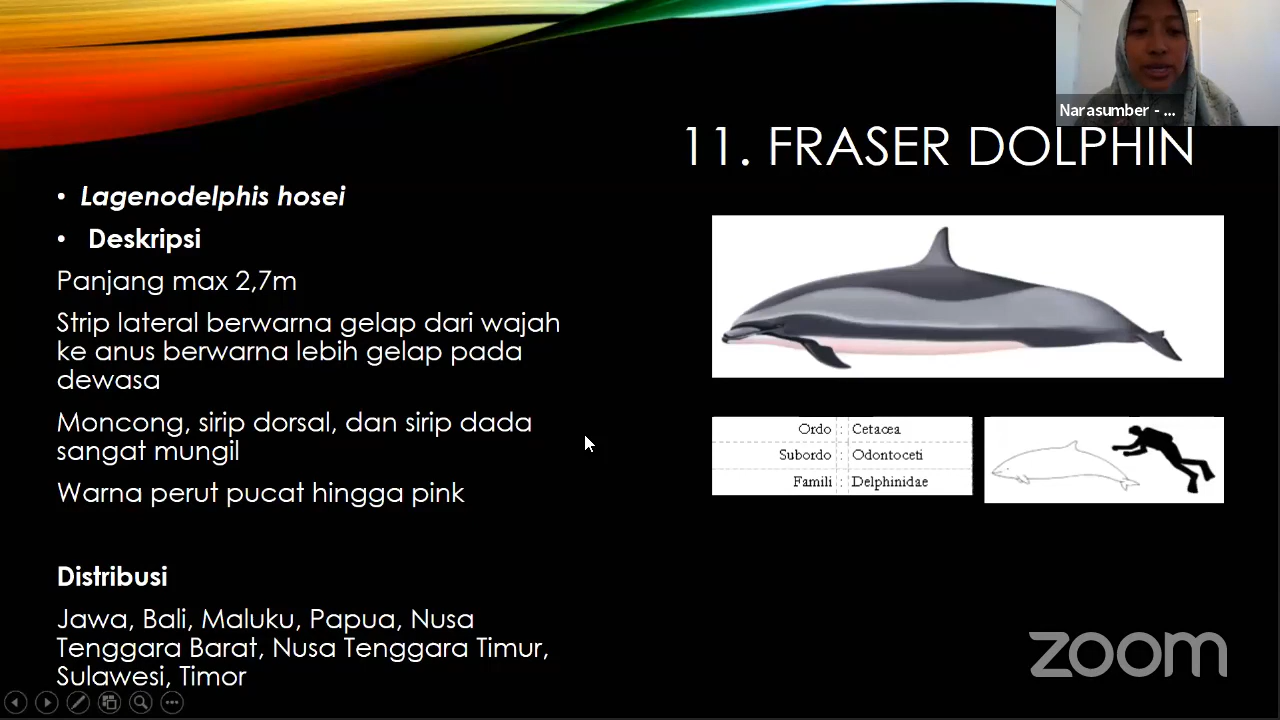 Narasumber - ...
11. FRASER DOLPHIN
• Lagenodelphis hosei
• Deskripsi
Panjang max 2,7m
Strip lateral berwarna gelap dari wajah
ke anus berwarna lebih gelap pada
dewasa
Moncong, sirip dorsal, dan sirip dada
sangat mungil
Warna perut pucat hingga pink
Distribusi
Jawa, Bali, Maluku, Papua, Nusa
Tenggara Barat, Nusa Tenggara Timur,
Sulawesi, Timor
Ordo : Cetacea
Subordo : Odontoceti
Famili : Delphinidae
zoom